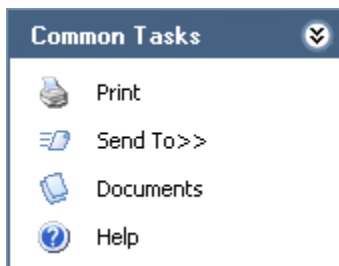 Common Tasks
Print
Send To>>
Documents
Help